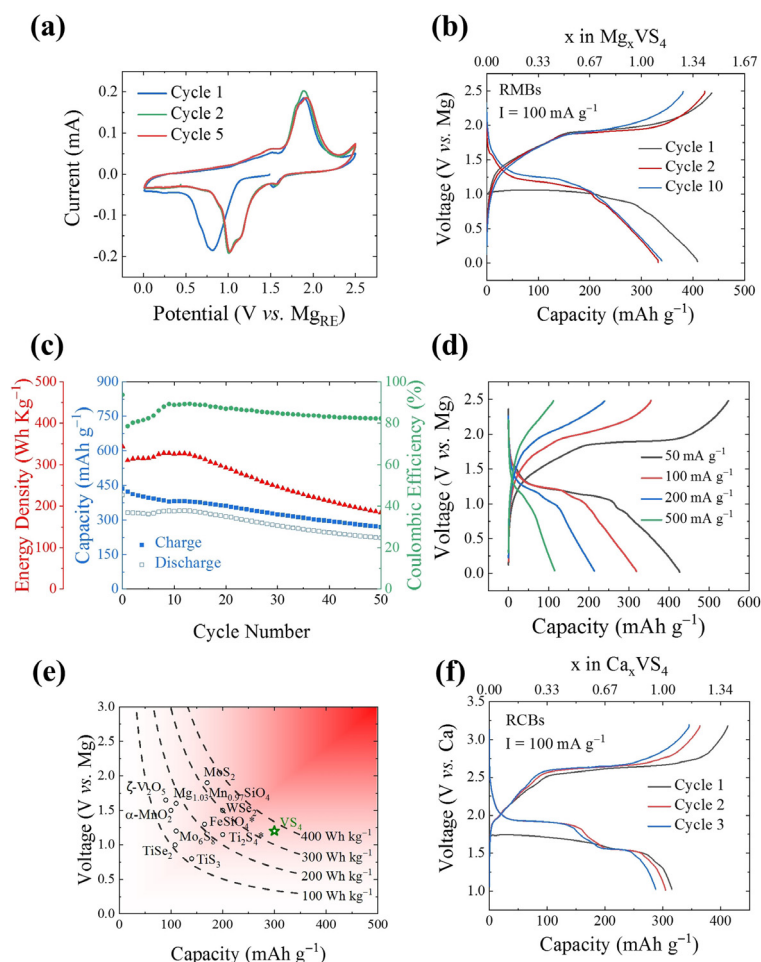 (a)
Cycle 1
Cycle 2
Cycle 5
0.2
0.1
0.0
-0.1
-0.2
Current (mA)
0.0 0.5 1.0 1.5 2.0 2.5
Potential (V vs. Mg_RE)
(b)
x in Mg_xVS_4
0.00 0.33 0.67 1.00 1.34 1.67
RMBs
I = 100 mA g⁻¹
Cycle 1
Cycle 2
Cycle 10
2.5
2.0
1.5
1.0
0.5
0.0
Voltage (V vs. Mg)
0 100 200 300 400 500
Capacity (mAh g⁻¹)
(c)
Energy Density (Wh Kg⁻¹)
500
400
300
200
100
0
Capacity (mAh g⁻¹)
900
750
600
450
300
150
0
Charge
Discharge
100
80
60
40
20
0
Coulombic Efficiency (%)
0 10 20 30 40 50
Cycle Number
(d)
Voltage (V vs. Mg)
2.5
2.0
1.5
1.0
0.5
0.0
50 mA g⁻¹
100 mA g⁻¹
200 mA g⁻¹
500 mA g⁻¹
0 100 200 300 400 500 600
Capacity (mAh g⁻¹)
(e)
Voltage (V vs. Mg)
3.0
2.5
2.0
1.5
1.0
0.5
0.0
MoS_2
ζ-V_2O_5
Mg_1.03Mn_0.97SiO_4
α-MnO_2
WSe_2
VS_4
FeSiO_4
Mo_6S_8
Ti_2S_4
TiSe_2
TiS_3
400 Wh kg⁻¹
300 Wh kg⁻¹
200 Wh kg⁻¹
100 Wh kg⁻¹
0 100 200 300 400 500
Capacity (mAh g⁻¹)
(f)
x in Ca_xVS_4
0.00 0.33 0.67 1.00 1.34
RCBs
I = 100 mA g⁻¹
Cycle 1
Cycle 2
Cycle 3
3.5
3.0
2.5
2.0
1.5
1.0
Voltage (V vs. Ca)
0 100 200 300 400
Capacity (mAh g⁻¹)